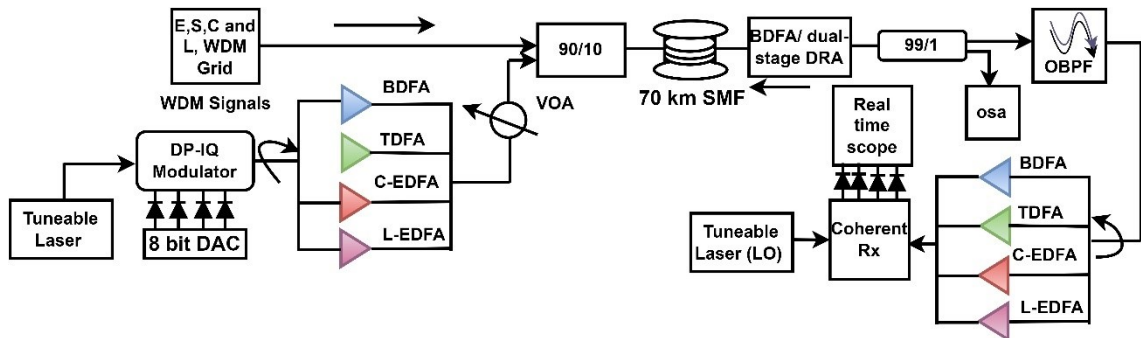 E,S,C and
L, WDM
Grid
WDM Signals
90/10
70 km SMF
BDFA/ dual-
stage DRA
99/1
OBPF
osa
VOA
BDFA
TDFA
C-EDFA
L-EDFA
DP-IQ
Modulator
Tuneable
Laser
8 bit DAC
Real
time
scope
Tuneable
Laser (LO)
Coherent
Rx
BDFA
TDFA
C-EDFA
L-EDFA